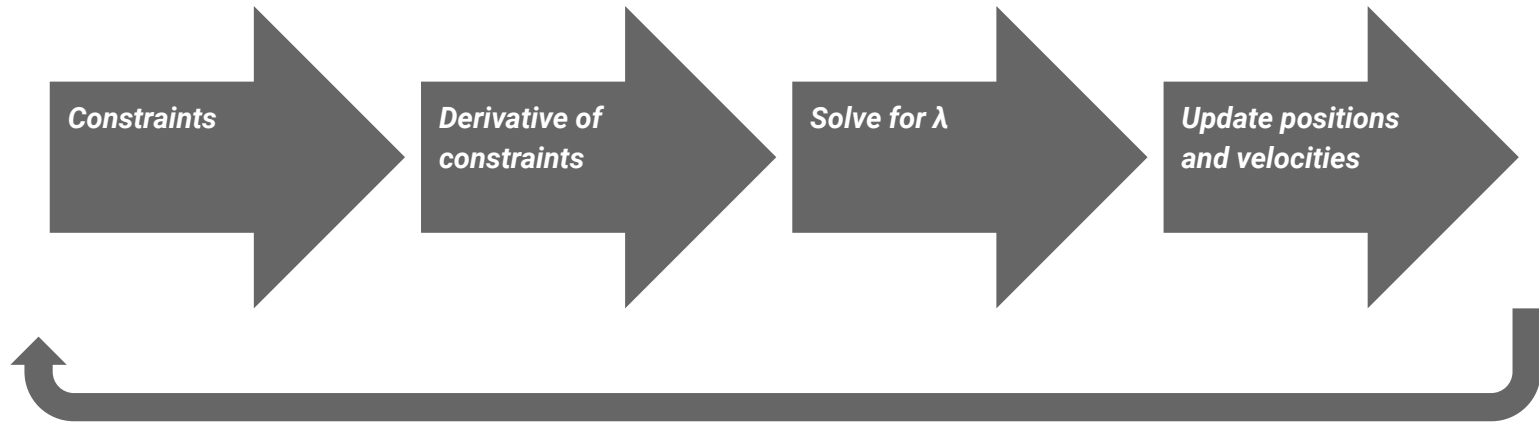 Constraints
Derivative of
constraints
Solve for λ
Update positions
and velocities